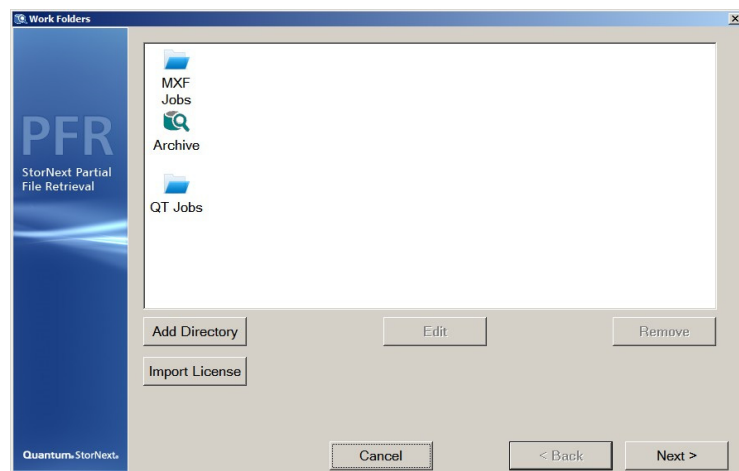 Work Folders
PFR
StorNext Partial
File Retrieval
MXF
Jobs
Archive
QT Jobs
Add Directory
Edit
Remove
Import License
Quantum. StorNext.
Cancel
< Back
Next >